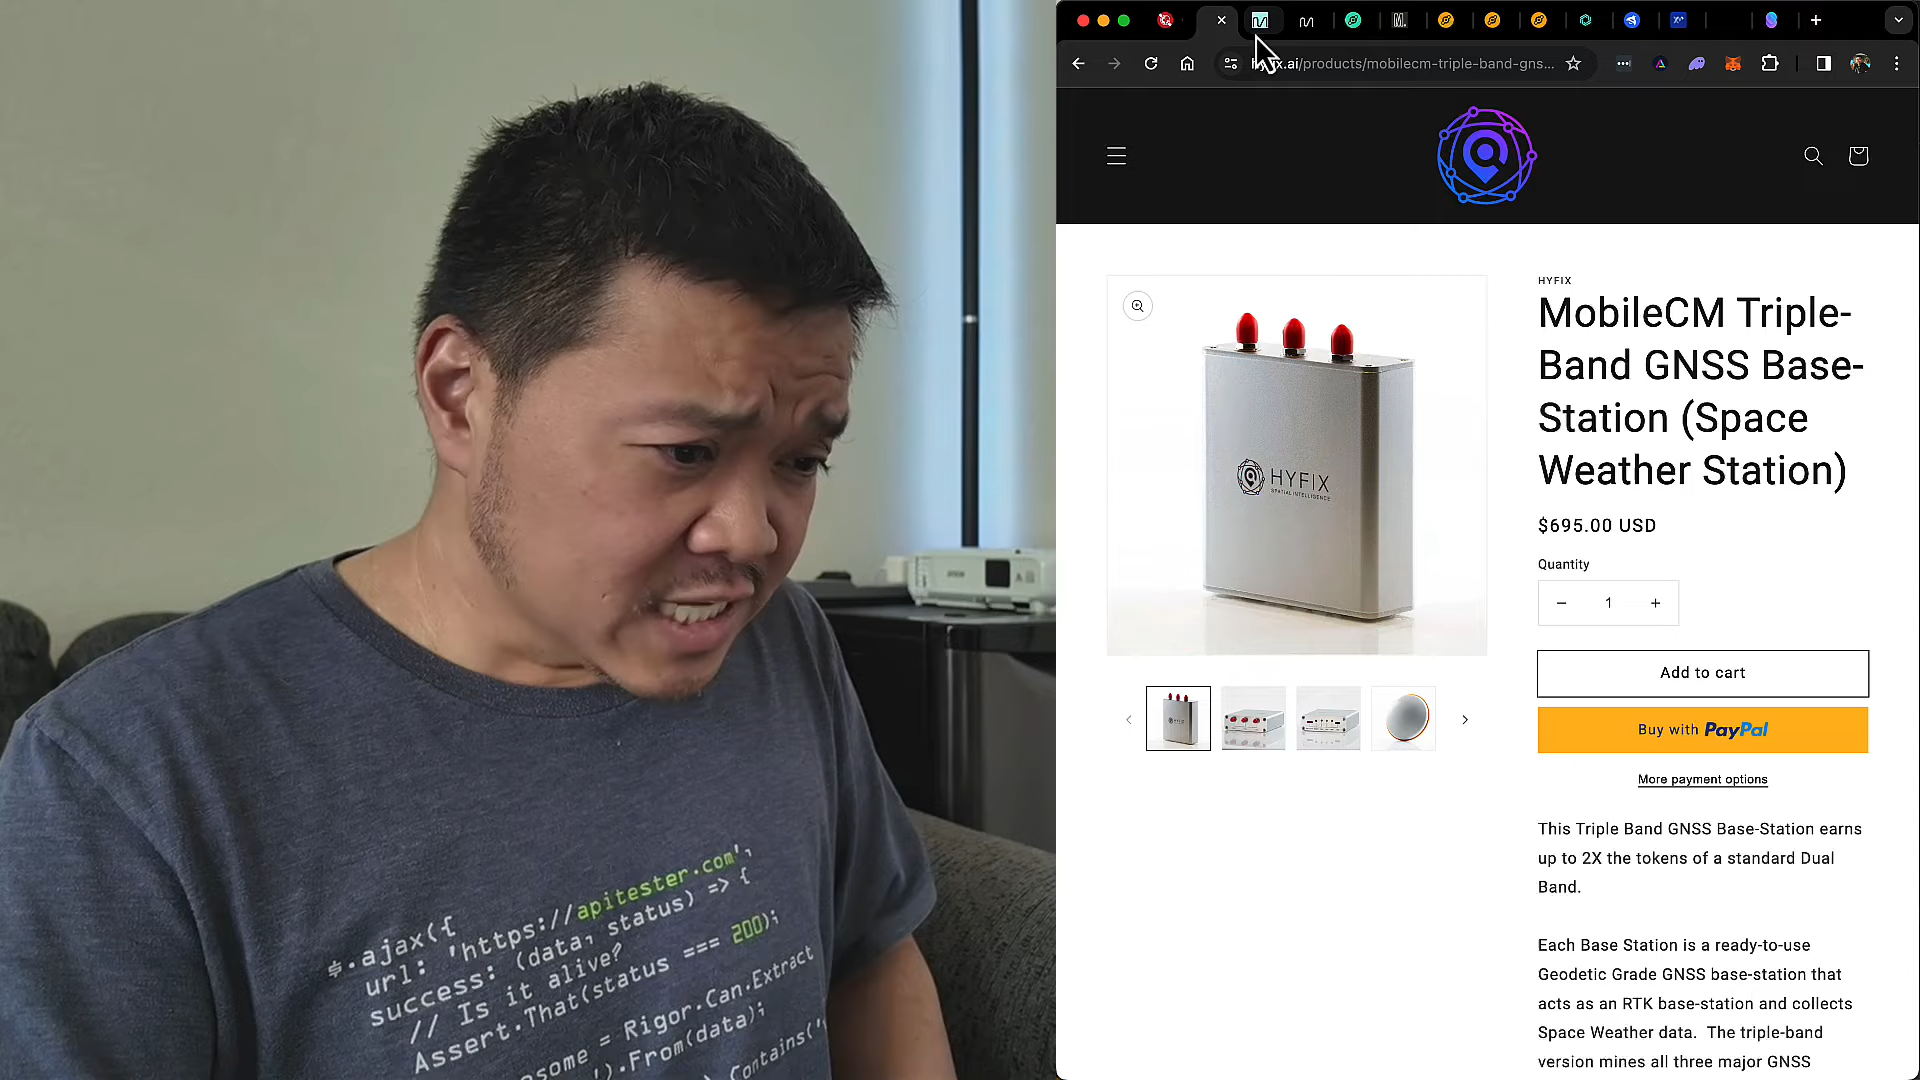 hyfix.ai/products/mobilecm-triple-band-gns...
HYFIX
MobileCM Triple-
Band GNSS Base-
Station (Space
Weather Station)
$695.00 USD
Quantity
− 1 +
Add to cart
Buy with PayPal
More payment options
This Triple Band GNSS Base-Station earns
up to 2X the tokens of a standard Dual
Band.
Each Base Station is a ready-to-use
Geodetic Grade GNSS base-station that
acts as an RTK base-station and collects
Space Weather data. The triple-band
version mines all three major GNSS
HYFIX
SPATIAL INTELLIGENCE
EPSON
$.ajax({
url: 'https://apitester.com',
success: (data, status) => {
// Is it alive?
Assert.That(status === 200);
= Rigor.Can.Extract
').From(data);